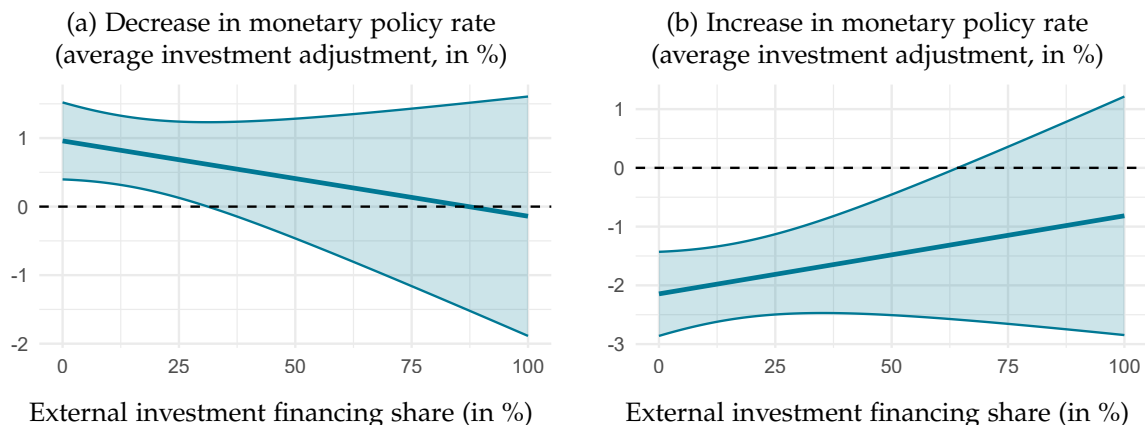 (a) Decrease in monetary policy rate
(average investment adjustment, in %)
1
0
-1
-2
0 25 50 75 100
External investment financing share (in %)
(b) Increase in monetary policy rate
(average investment adjustment, in %)
1
0
-1
-2
-3
0 25 50 75 100
External investment financing share (in %)